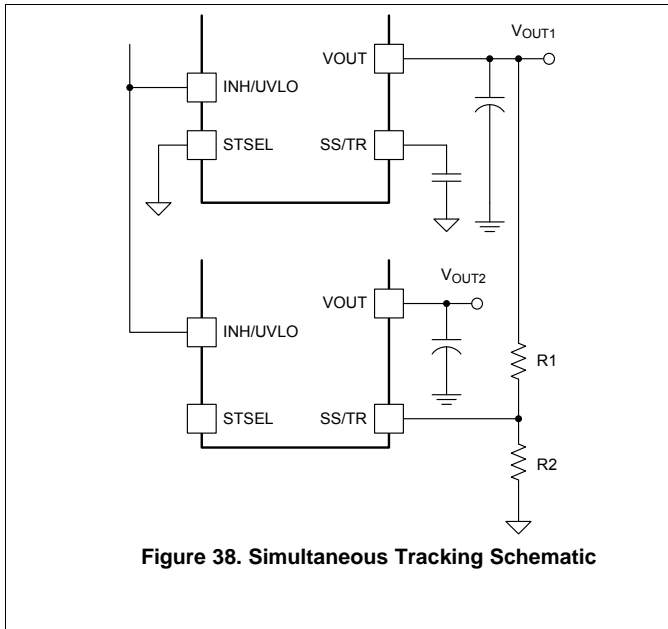 VOUT1
VOUT
INH/UVLO
STSEL
SS/TR
VOUT2
VOUT
INH/UVLO
R1
STSEL
SS/TR
R2
Figure 38. Simultaneous Tracking Schematic